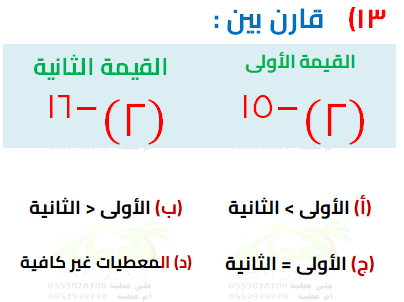 ١٣) قارن بين :
القيمة الأولى القيمة الثانية
(٢)−١٥ (٢)−١٦
(أ) الأولى < الثانية (ب) الأولى > الثانية
(ج) الأولى = الثانية (د) المعطيات غير كافية
علي عطية 0559828108 علي عطية 0559828108
أم عطية 0552939779 أم عطية 0552939779